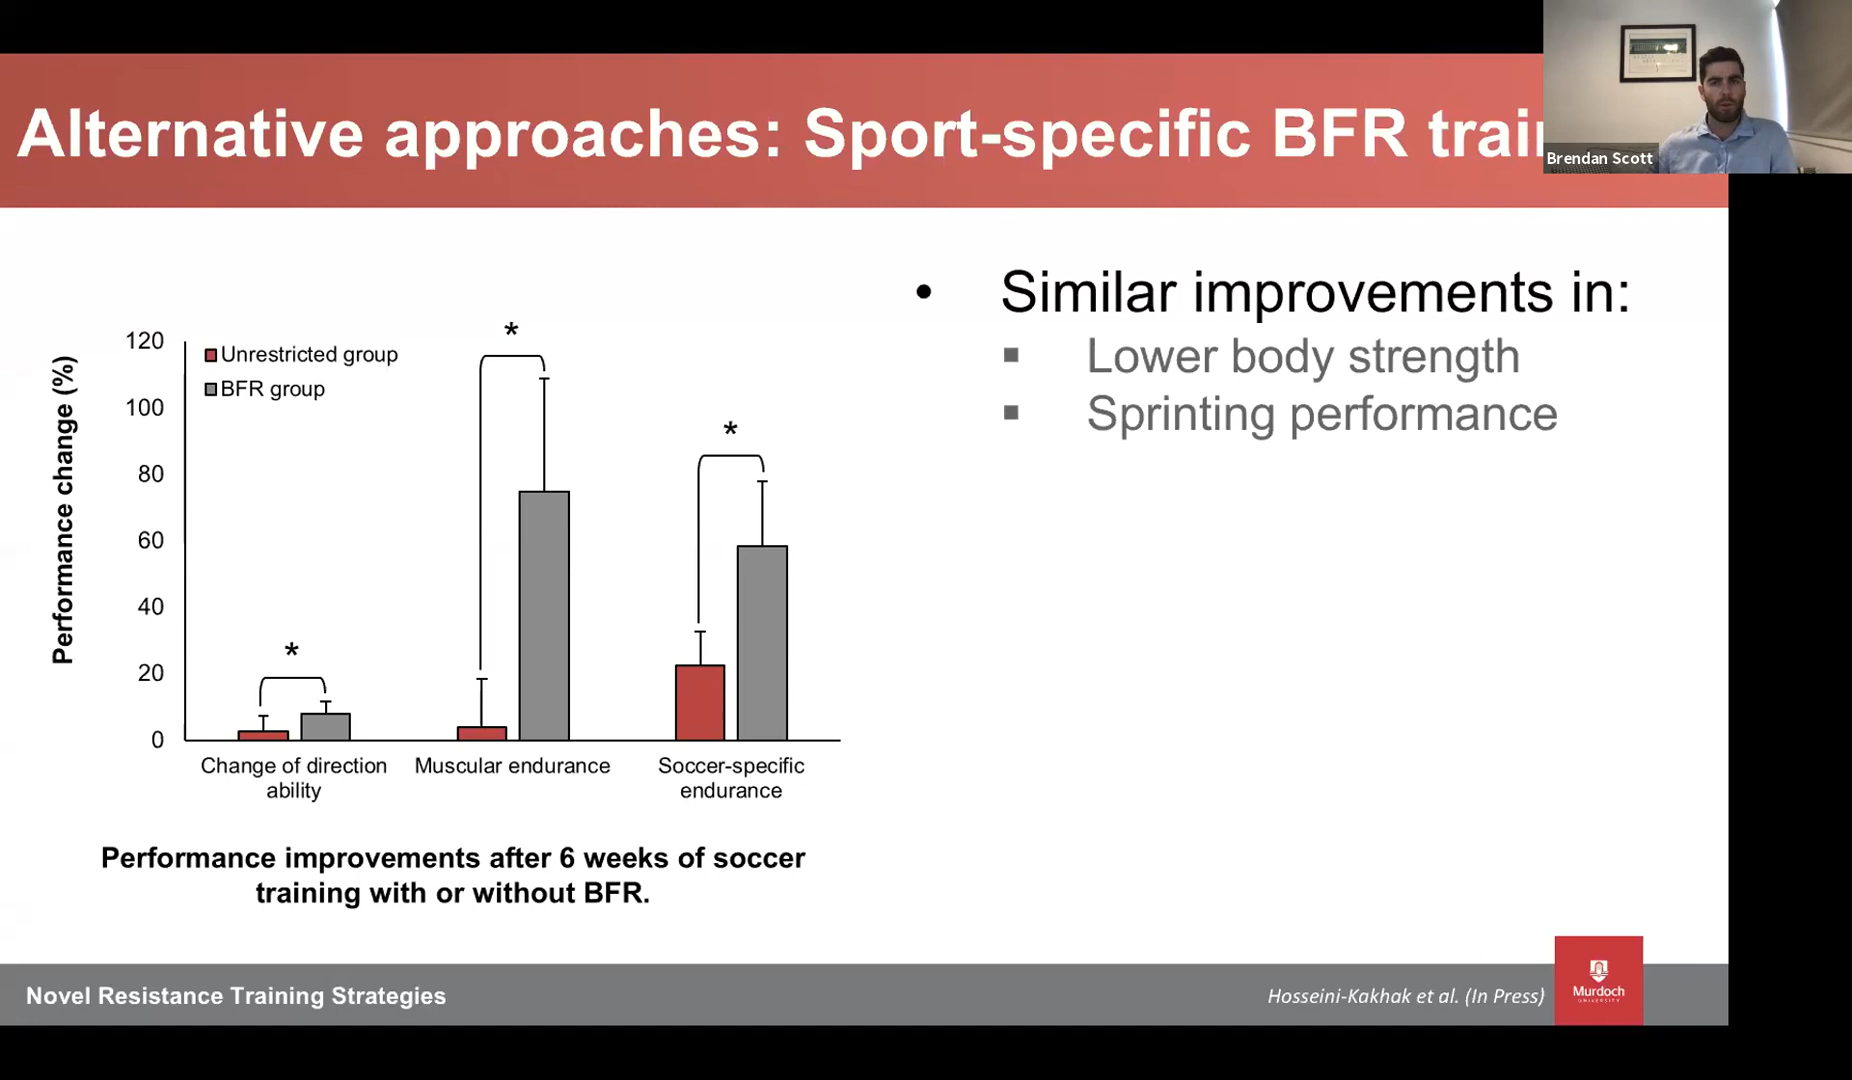 Alternative approaches: Sport-specific BFR trai
Brendan Scott
• Similar improvements in:
▪ Lower body strength
▪ Sprinting performance
Performance change (%)
120
100
80
60
40
20
0
Unrestricted group
BFR group
*
*
*
Change of direction
ability
Muscular endurance
Soccer-specific
endurance
Performance improvements after 6 weeks of soccer
training with or without BFR.
Novel Resistance Training Strategies
Hosseini-Kakhak et al. (In Press)
Murdoch
UNIVERSITY